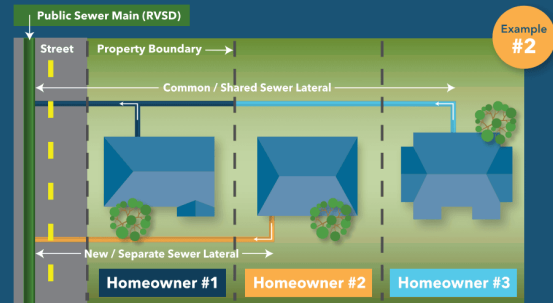 Public Sewer Main (RVSD)
Example
#2
Street
Property Boundary
Common / Shared Sewer Lateral
New / Separate Sewer Lateral
Homeowner #1
Homeowner #2
Homeowner #3